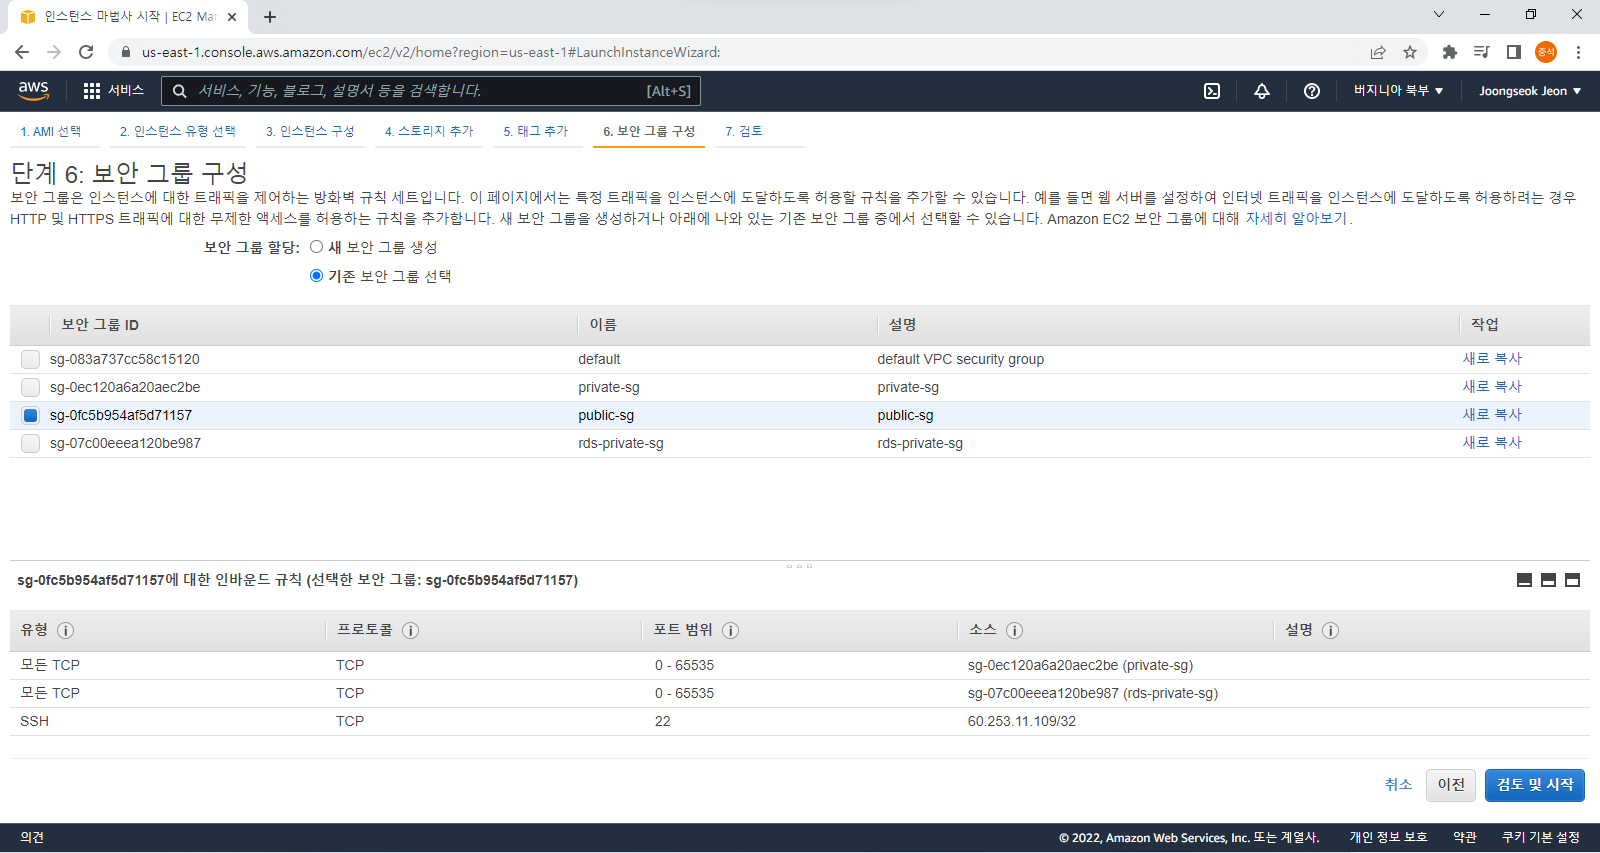 인스턴스 마법사 시작 | EC2 Mar
us-east-1.console.aws.amazon.com/ec2/v2/home?region=us-east-1#LaunchInstanceWizard:
중석
aws 서비스 서비스, 기능, 블로그, 설명서 등을 검색합니다. [Alt+S] 버지니아 북부 ▼ Joongseok Jeon ▼
1. AMI 선택 2. 인스턴스 유형 선택 3. 인스턴스 구성 4. 스토리지 추가 5. 태그 추가 6. 보안 그룹 구성 7. 검토
단계 6: 보안 그룹 구성
보안 그룹은 인스턴스에 대한 트래픽을 제어하는 방화벽 규칙 세트입니다. 이 페이지에서는 특정 트래픽을 인스턴스에 도달하도록 허용할 규칙을 추가할 수 있습니다. 예를 들면 웹 서버를 설정하여 인터넷 트래픽을 인스턴스에 도달하도록 허용하려는 경우
HTTP 및 HTTPS 트래픽에 대한 무제한 액세스를 허용하는 규칙을 추가합니다. 새 보안 그룹을 생성하거나 아래에 나와 있는 기존 보안 그룹 중에서 선택할 수 있습니다. Amazon EC2 보안 그룹에 대해 자세히 알아보기.
보안 그룹 할당: 새 보안 그룹 생성
기존 보안 그룹 선택
보안 그룹 ID 이름 설명 작업
sg-083a737cc58c15120 default default VPC security group 새로 복사
sg-0ec120a6a20aec2be private-sg private-sg 새로 복사
sg-0fc5b954af5d71157 public-sg public-sg 새로 복사
sg-07c00eeea120be987 rds-private-sg rds-private-sg 새로 복사
sg-0fc5b954af5d71157에 대한 인바운드 규칙 (선택한 보안 그룹: sg-0fc5b954af5d71157)
유형 프로토콜 포트 범위 소스 설명
모든 TCP TCP 0 - 65535 sg-0ec120a6a20aec2be (private-sg)
모든 TCP TCP 0 - 65535 sg-07c00eeea120be987 (rds-private-sg)
SSH TCP 22 60.253.11.109/32
취소 이전 검토 및 시작
의견 © 2022, Amazon Web Services, Inc. 또는 계열사. 개인 정보 보호 약관 쿠키 기본 설정